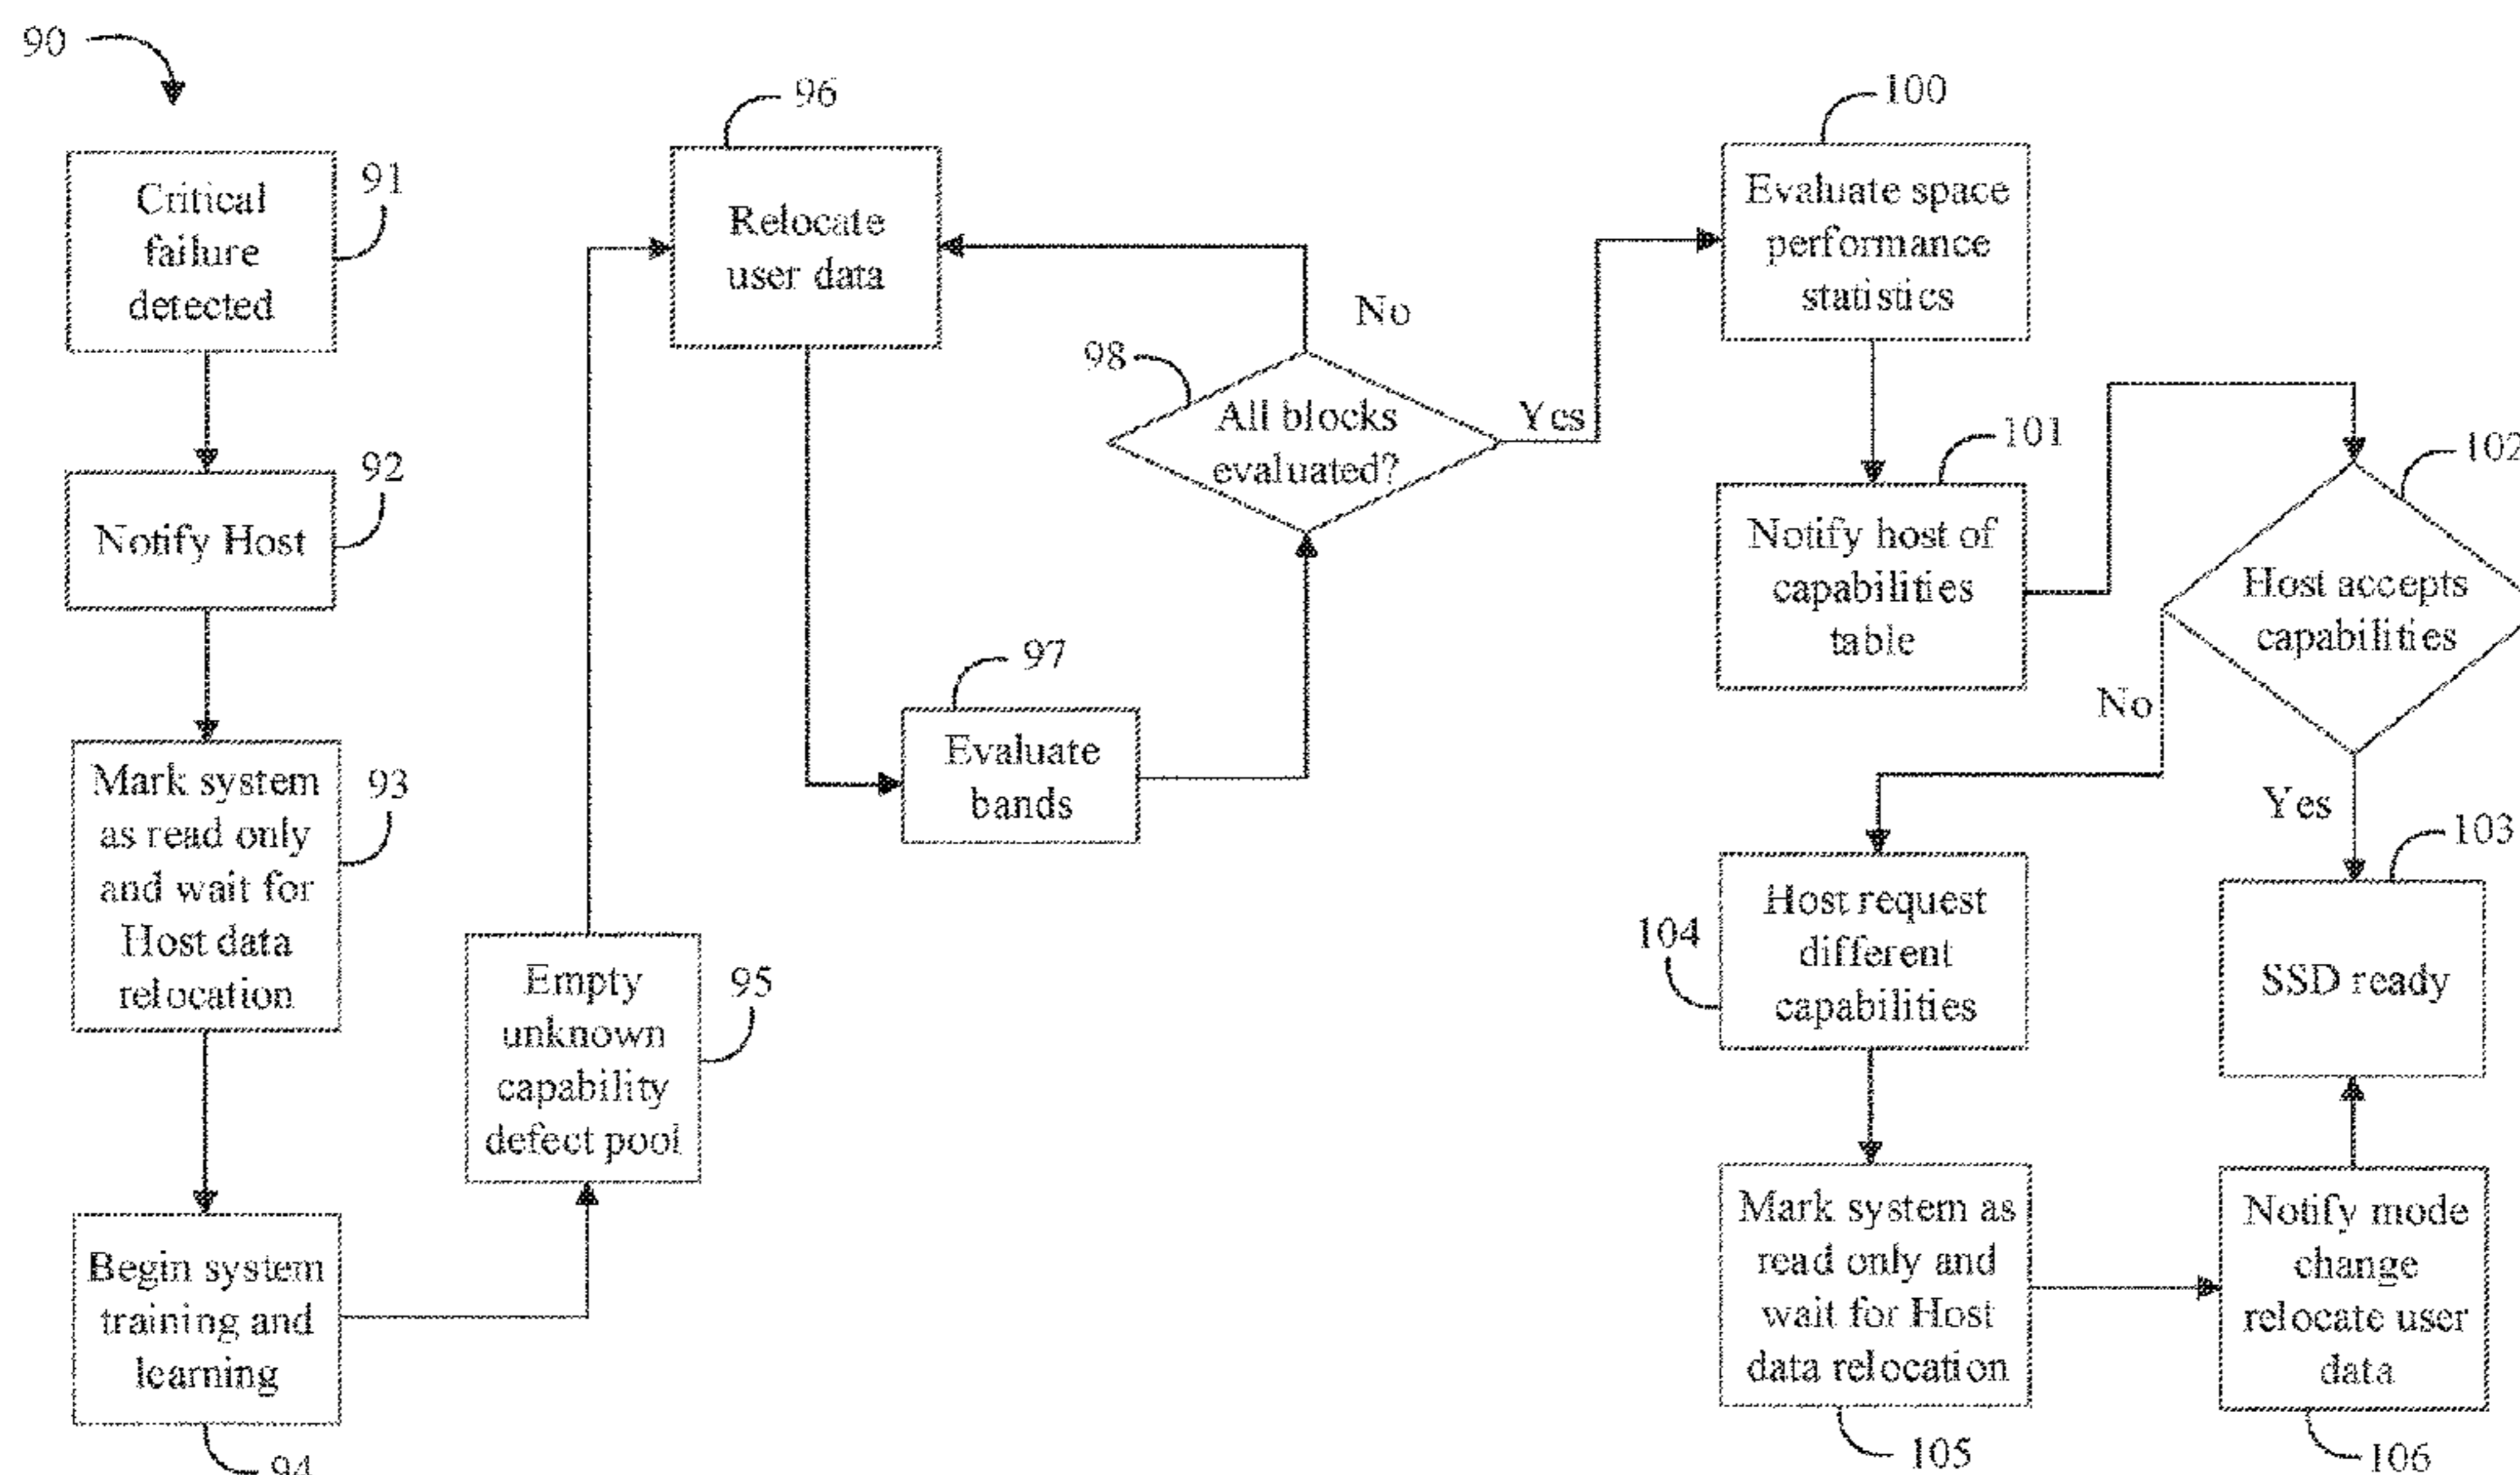 90
Critical
failure
detected
91
Notify Host
92
Mark system
as read only
and wait for
Host data
relocation
93
Begin system
training and
learning
94
Empty
unknown
capability
defect pool
95
96
Relocate
user data
97
Evaluate
bands
98
All blocks
evaluated?
No
Yes
100
Evaluate space
performance
statistics
101
Notify host of
capabilities
table
102
Host accepts
capabilities
No
Yes
103
SSD ready
104
Host request
different
capabilities
Mark system as
read only and
wait for Host
data relocation
105
Notify mode
change
relocate user
data
106